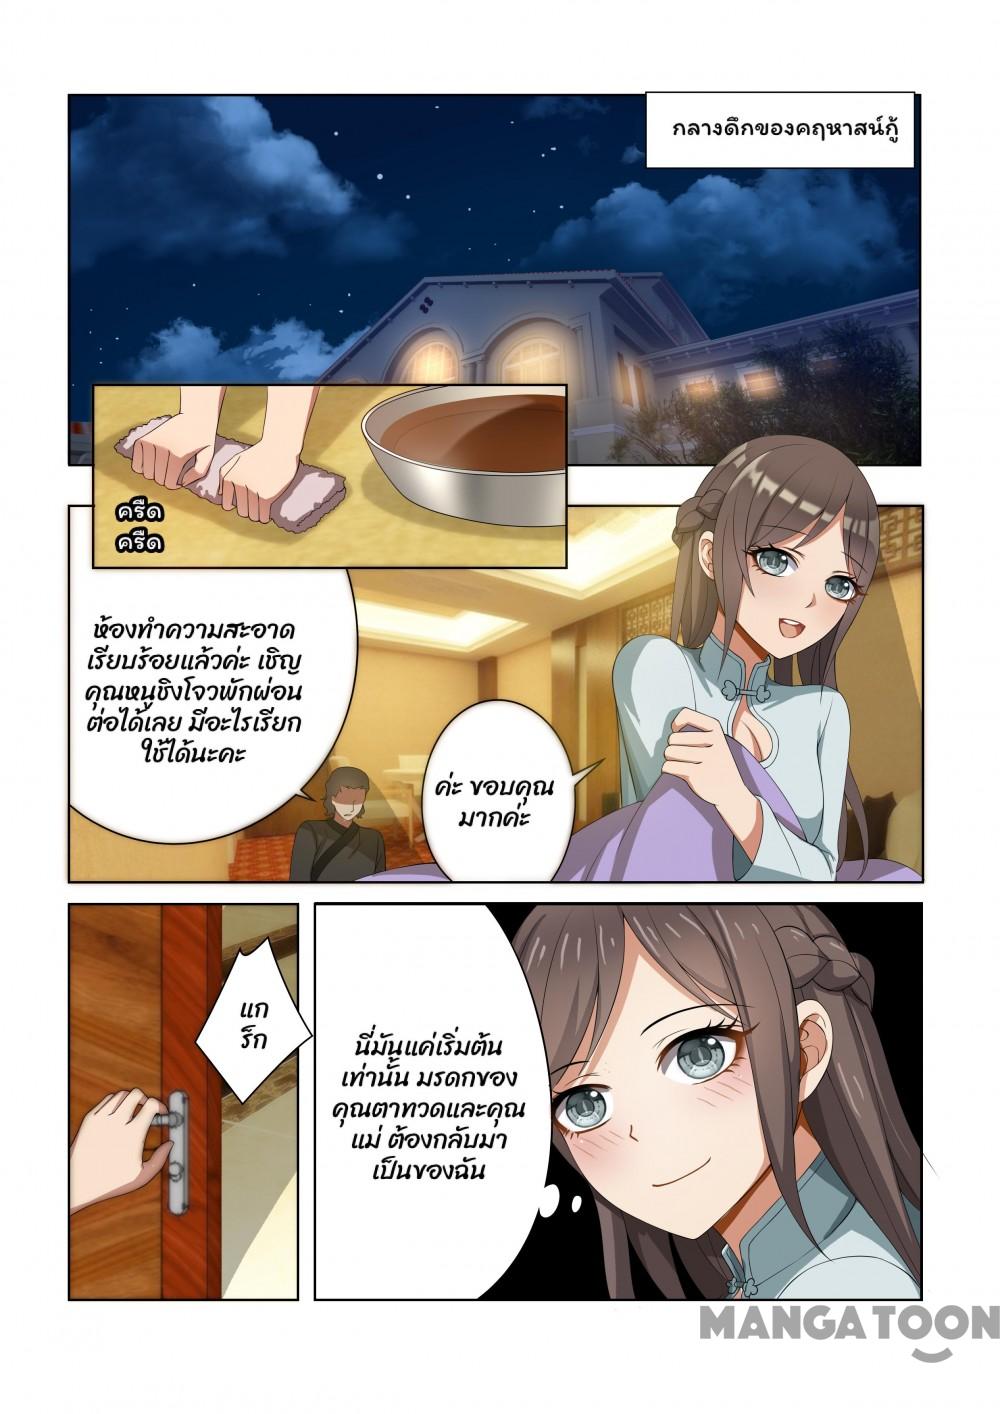 กลางดึกของคฤหาสน์กู้
ครืด
ครืด
ห้องทำความสะอาด
เรียบร้อยแล้วค่ะ เชิญ
คุณหนูชิงโจวพักผ่อน
ต่อได้เลย มีอะไรเรียก
ใช้ได้นะคะ
ค่ะ ขอบคุณ
มากค่ะ
แก
ร็ก
นี่มันแค่เริ่มต้น
เท่านั้น มรดกของ
คุณตาทวดและคุณ
แม่ ต้องกลับมา
เป็นของฉัน
MANGATOON